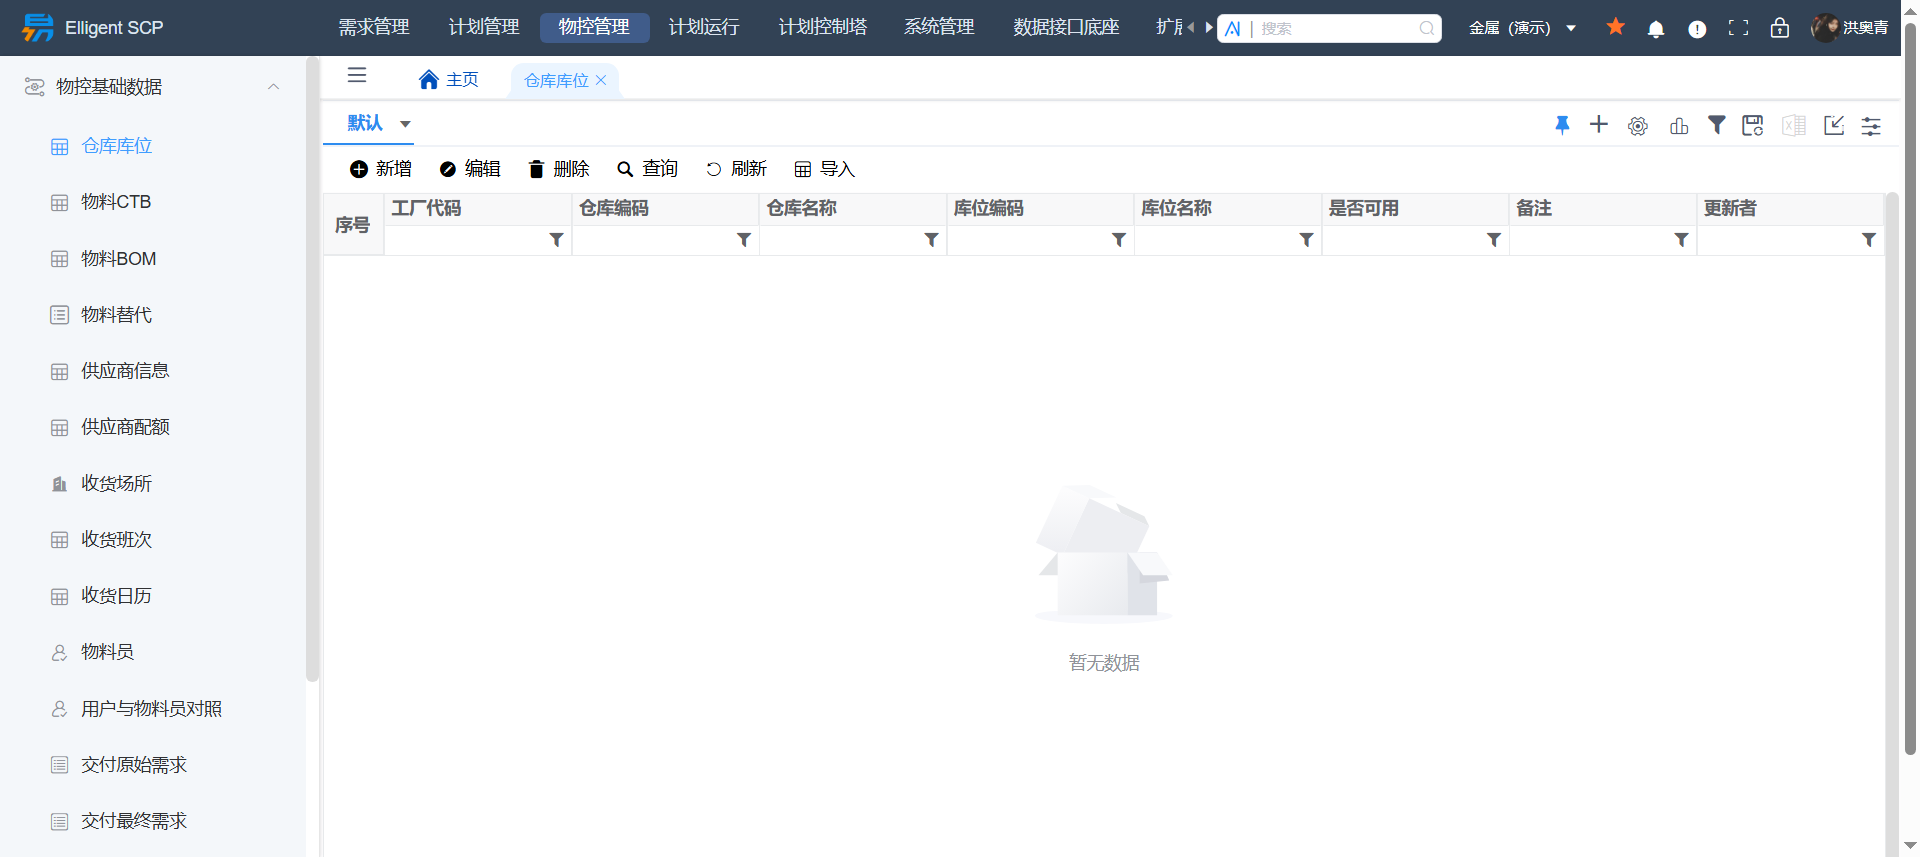 Elligent SCP
需求管理 计划管理 物控管理 计划运行 计划控制塔 系统管理 数据接口底座
搜索
金属（演示）
洪奥青
物控基础数据
仓库库位
物料CTB
物料BOM
物料替代
供应商信息
供应商配额
收货场所
收货班次
收货日历
物料员
用户与物料员对照
交付原始需求
交付最终需求
主页 仓库库位
默认
新增 编辑 删除 查询 刷新 导入
序号 工厂代码 仓库编码 仓库名称 库位编码 库位名称 是否可用 备注 更新者
暂无数据